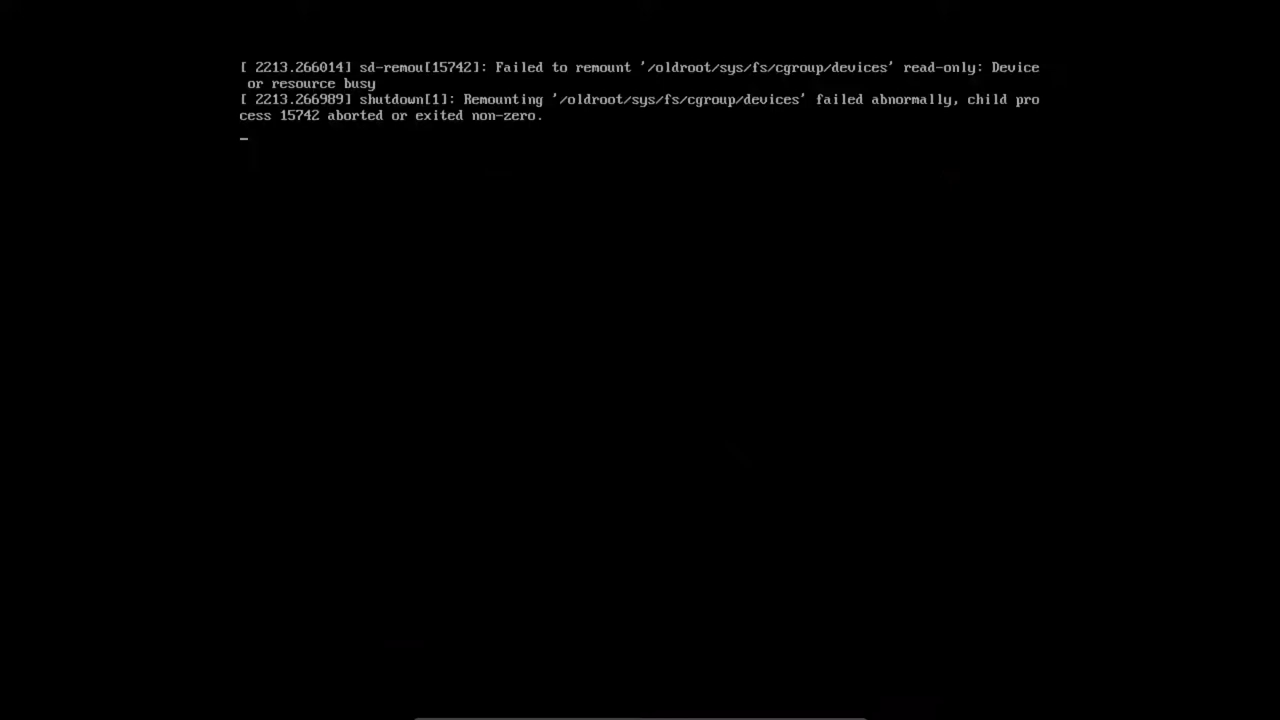 [ 2213.266014] sd-remou[15742]: Failed to remount '/oldroot/sys/fs/cgroup/devices' read-only: Device
 or resource busy
[ 2213.266989] shutdown[1]: Remounting '/oldroot/sys/fs/cgroup/devices' failed abnormally, child pro
cess 15742 aborted or exited non-zero.
_